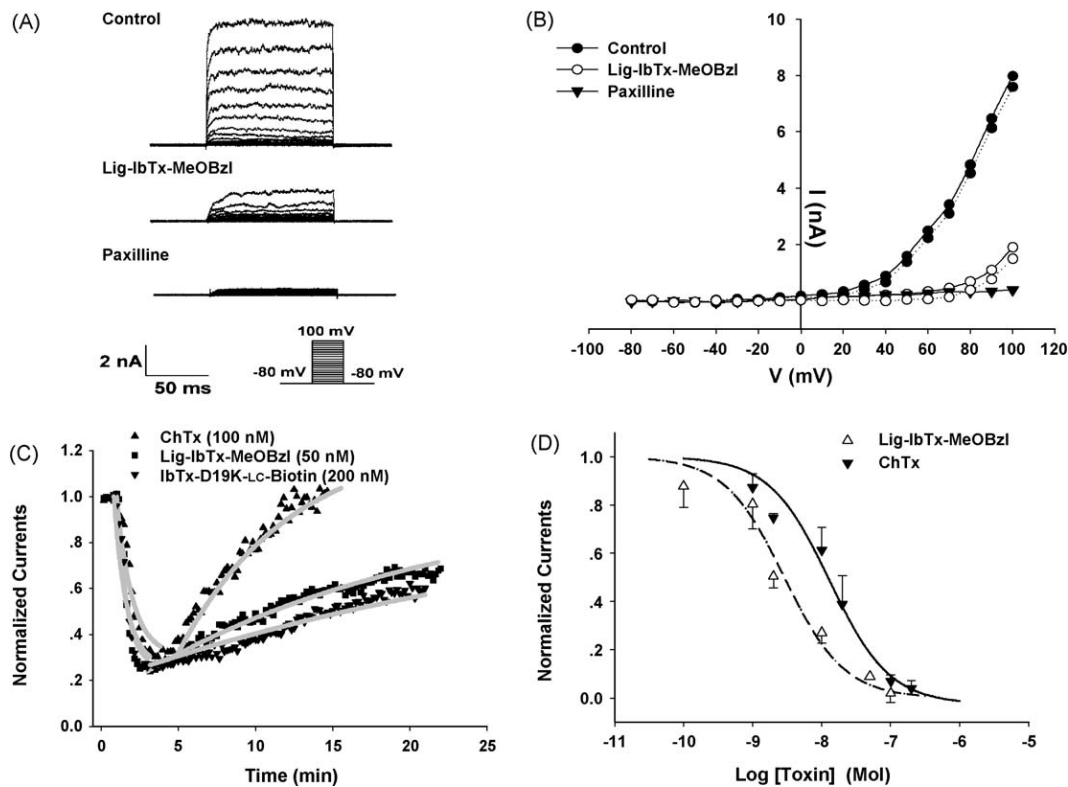 (A)
Control
Lig-IbTx-MeOBzl
Paxilline
2 nA
50 ms
100 mV
-80 mV
-80 mV
(B)
Control
Lig-IbTx-MeOBzl
Paxilline
10
8
6
4
2
I (nA)
-100 -80 -60 -40 -20 0 20 40 60 80 100 120
V (mV)
(C)
ChTx (100 nM)
Lig-IbTx-MeOBzl (50 nM)
IbTx-D19K-LC-Biotin (200 nM)
1.2
1.0
.8
.6
.4
.2
0.0
Normalized Currents
0 5 10 15 20 25
Time (min)
(D)
Lig-IbTx-MeOBzl
ChTx
1.0
.8
.6
.4
.2
0.0
Normalized Currents
-11 -10 -9 -8 -7 -6 -5
Log [Toxin] (Mol)